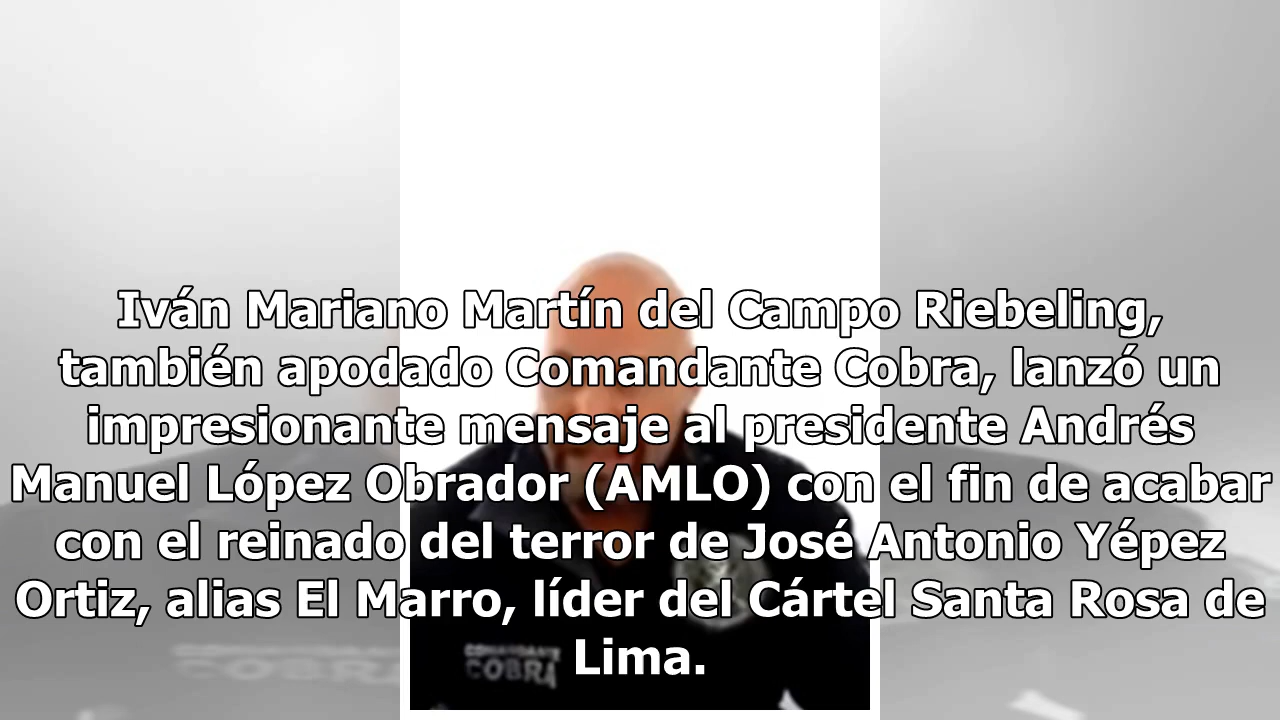 Iván Mariano Martín del Campo Riebeling,
también apodado Comandante Cobra, lanzó un
impresionante mensaje al presidente Andrés
Manuel López Obrador (AMLO) con el fin de acabar
con el reinado del terror de José Antonio Yépez
Ortiz, alias El Marro, líder del Cártel Santa Rosa de
Lima.
COMANDANTE
COBRA